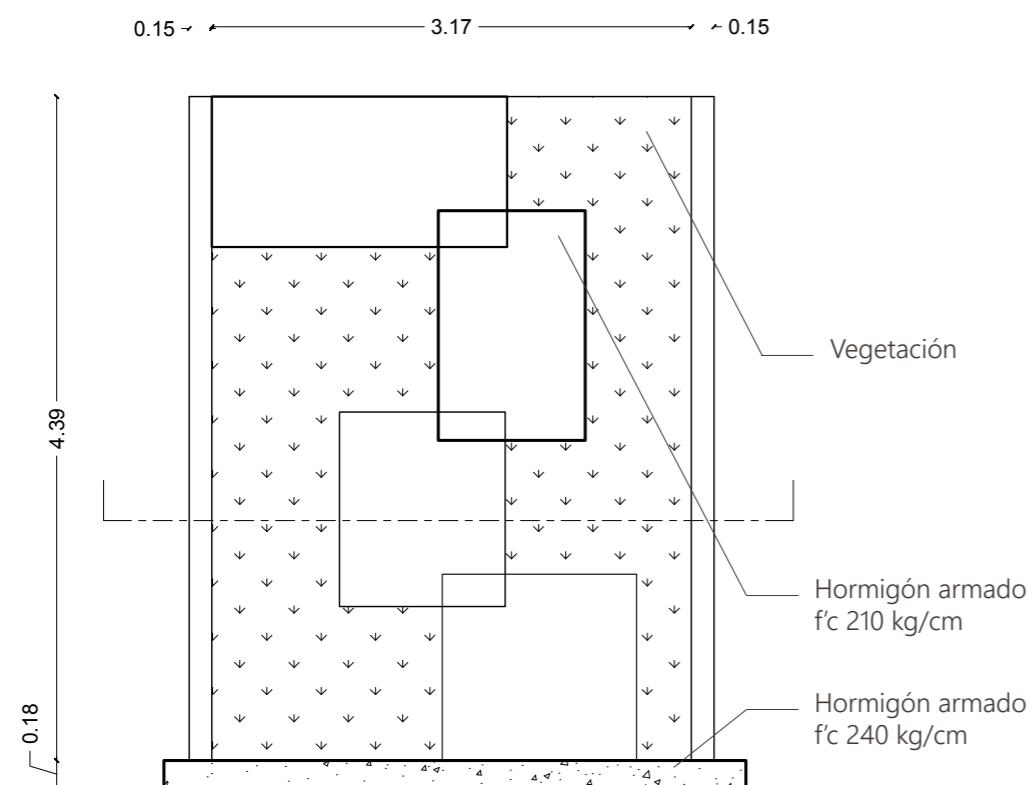 0.15
3.17
0.15
4.39
Vegetación
Hormigón armado
f'c 210 kg/cm
Hormigón armado
f'c 240 kg/cm
0.18